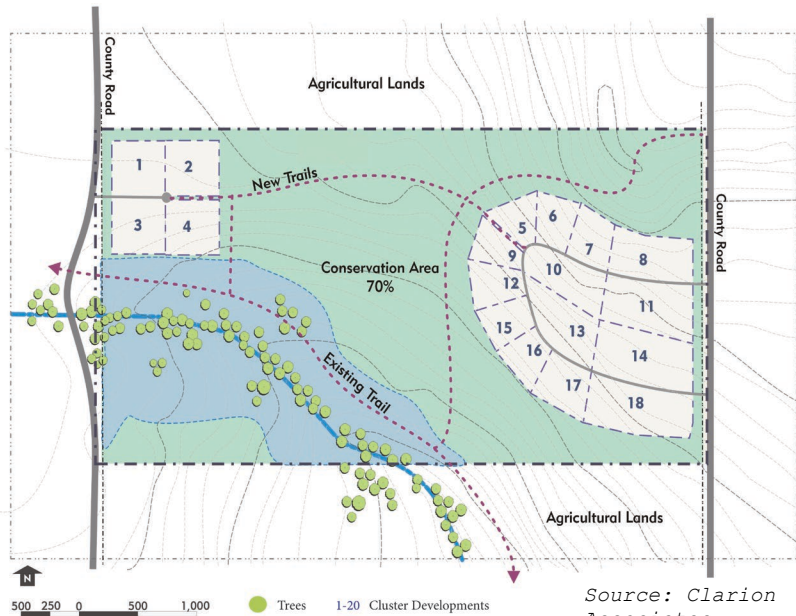 County Road
Agricultural Lands
1
2
3
4
New Trails
5
6
7
8
9
10
11
12
13
14
15
16
17
18
Conservation Area
70%
County Road
Existing Trail
Agricultural Lands
N
500 250 0 500 1,000
Trees
1-20 Cluster Developments
Source: Clarion